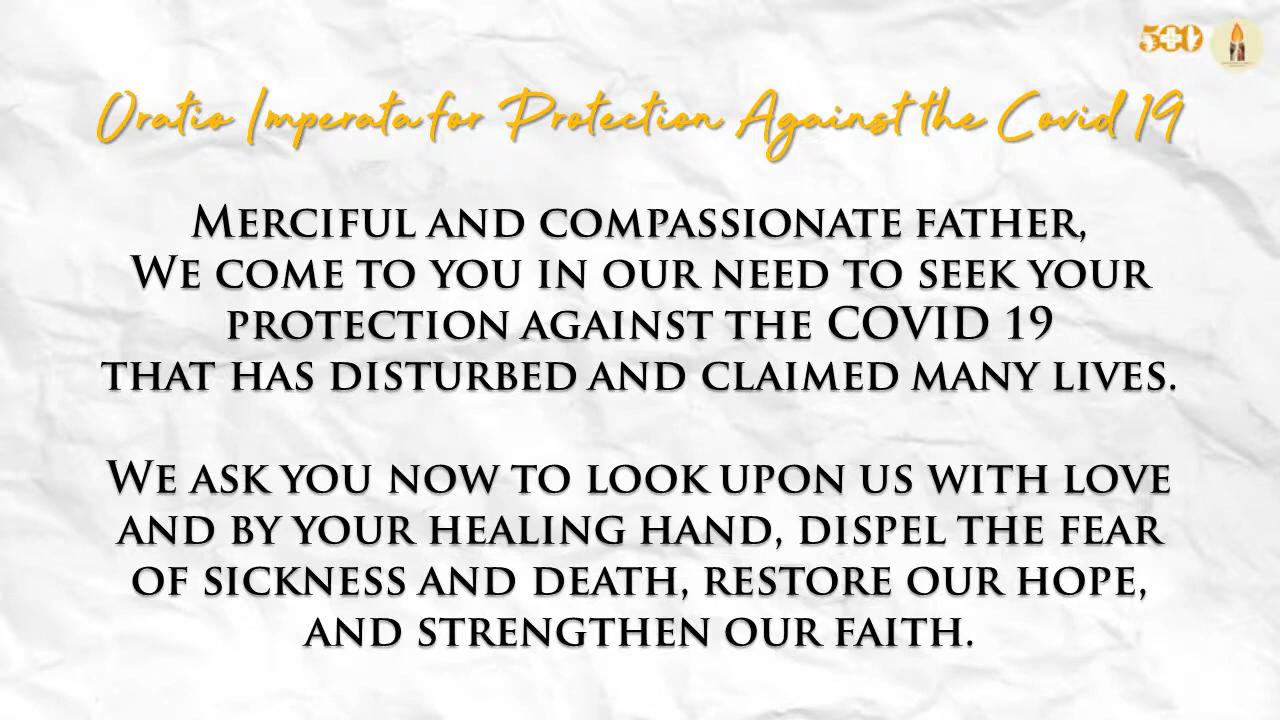 500
Oratio Imperata for Protection Against the Covid 19
Merciful and compassionate father,
We come to you in our need to seek your
protection against the COVID 19
that has disturbed and claimed many lives.
We ask you now to look upon us with love
and by your healing hand, dispel the fear
of sickness and death, restore our hope,
and strengthen our faith.